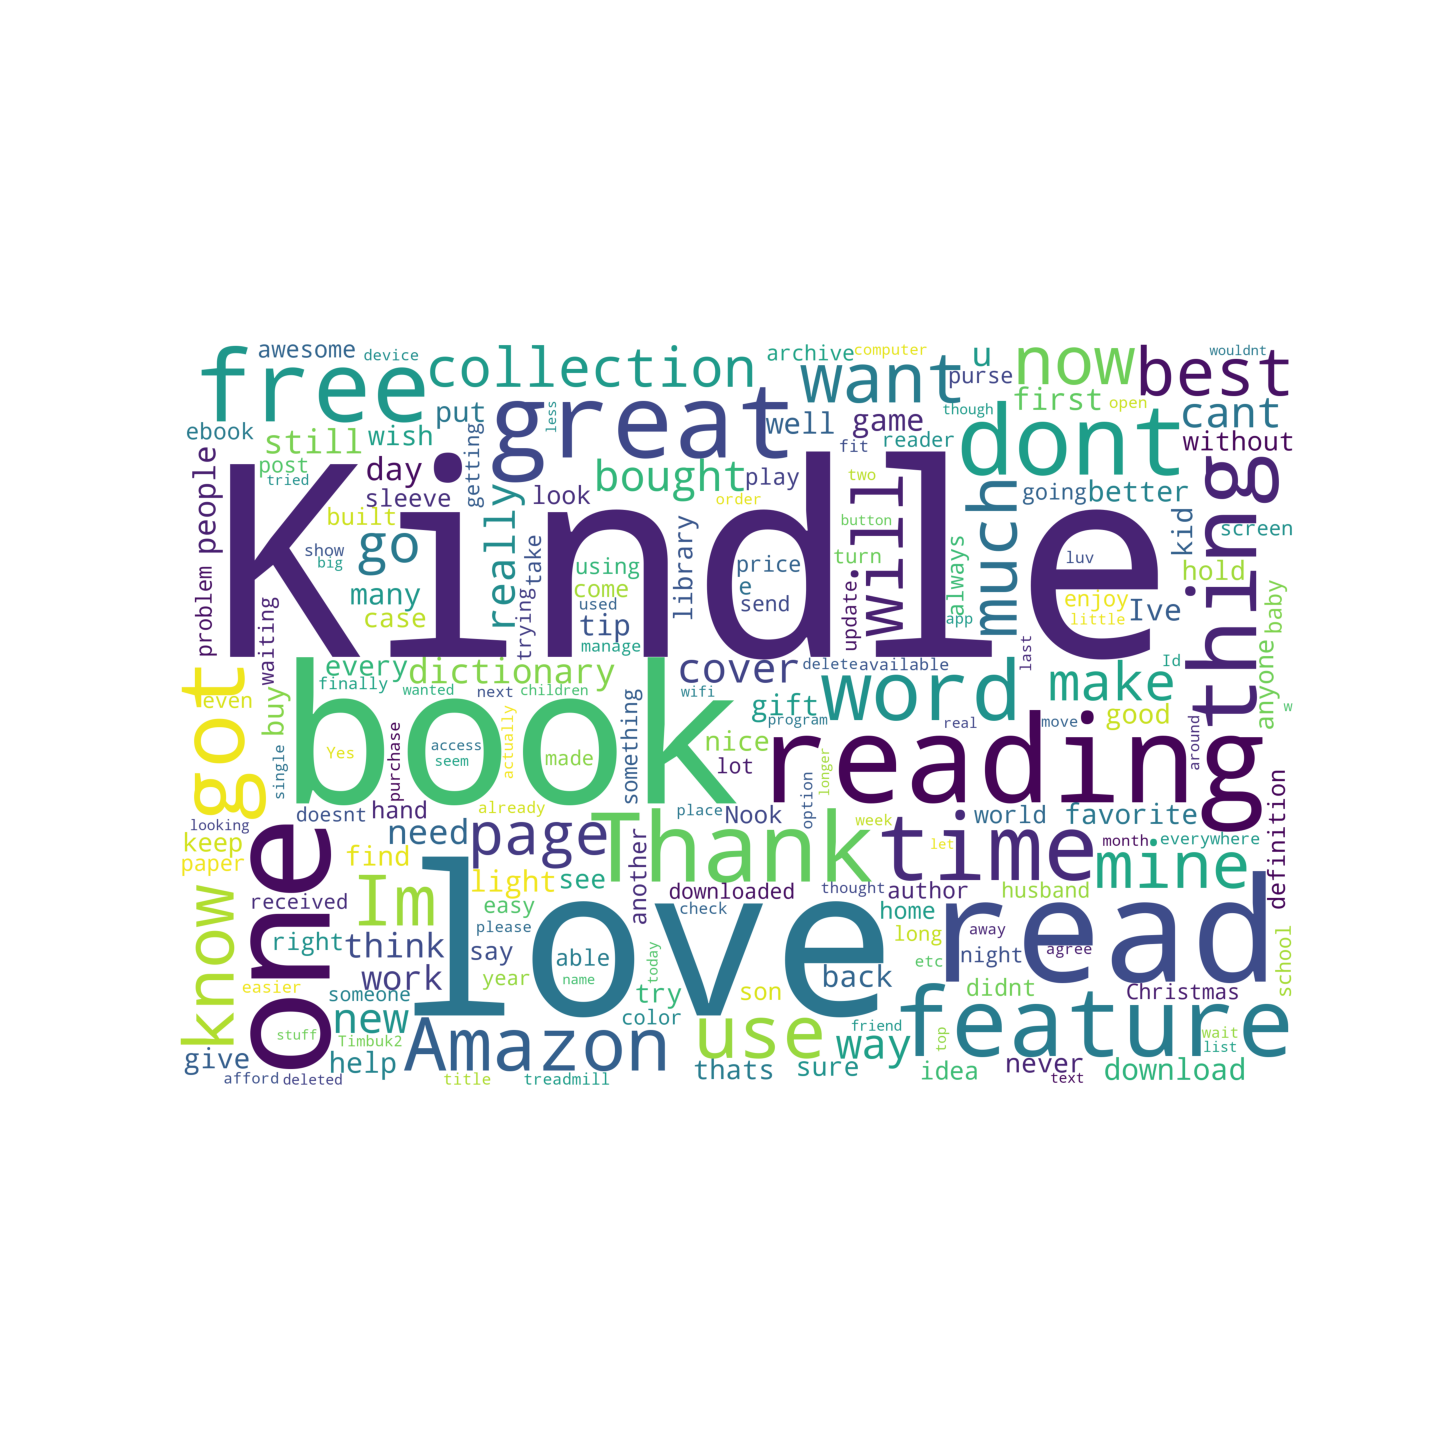 free
awesome
device
collection
great
less
archive
computer
want
u
purse
now
wouldnt
best
ebook
still
wish
put
getting
well
game
reader
though
first
open
cant
without
dont
post
tried
day
sleeve
look
bought
play
order
fit
two
will
much
going
better
thing
kid
screen
people
problem
Kindle
built
show
big
go
really
take
trying
using
come
used
tip
manage
library
price
e
send
button
turn
update
always
app
luv
enjoy
little
Ive
hold
baby
anyone
many
case
waiting
last
got
even
buy
every
finally
dictionary
wanted
next
children
cover
wifi
delete
available
word
make
Id
good
w
book
Yes
access
seem
actually
made
something
gift
program
nice
lot
real
move
reading
around
single
purchase
longer
option
doesnt
hand
already
place
Nook
week
world
favorite
looking
keep
paper
one
need
page
Thank
time
let
month
everywhere
mine
definition
find
light
see
another
downloaded
thought
author
husband
know
received
Im
love
easy
please
check
home
long
away
read
right
think
say
able
back
night
agree
school
easier
work
year
name
today
try
son
etc
didnt
Christmas
someone
new
color
feature
stuff
Timbuk2
Amazon
use
way
friend
top
wait
list
give
help
thats
sure
idea
never
download
afford
deleted
title
treadmill
text